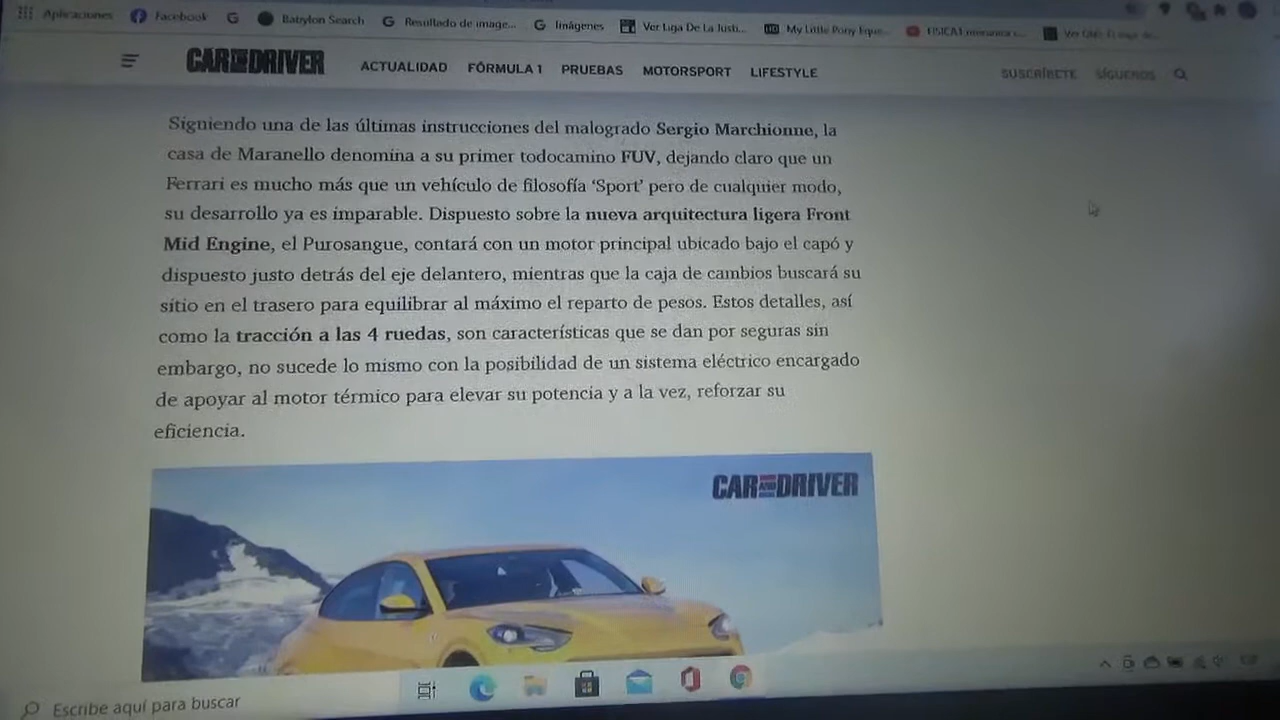 Aplicaciones Facebook G Babylon Search Resultado de image... Imágenes Ver Liga De La Justi... My Little Pony Eque...
CAR AND DRIVER ACTUALIDAD FÓRMULA 1 PRUEBAS MOTORSPORT LIFESTYLE SUSCRÍBETE SÍGUENOS
Siguiendo una de las últimas instrucciones del malogrado Sergio Marchionne, la
casa de Maranello denomina a su primer todocamino FUV, dejando claro que un
Ferrari es mucho más que un vehículo de filosofía ‘Sport’ pero de cualquier modo,
su desarrollo ya es imparable. Dispuesto sobre la nueva arquitectura ligera Front
Mid Engine, el Purosangue, contará con un motor principal ubicado bajo el capó y
dispuesto justo detrás del eje delantero, mientras que la caja de cambios buscará su
sitio en el trasero para equilibrar al máximo el reparto de pesos. Estos detalles, así
como la tracción a las 4 ruedas, son características que se dan por seguras sin
embargo, no sucede lo mismo con la posibilidad de un sistema eléctrico encargado
de apoyar al motor térmico para elevar su potencia y a la vez, reforzar su
eficiencia.
CAR AND DRIVER
Escribe aquí para buscar